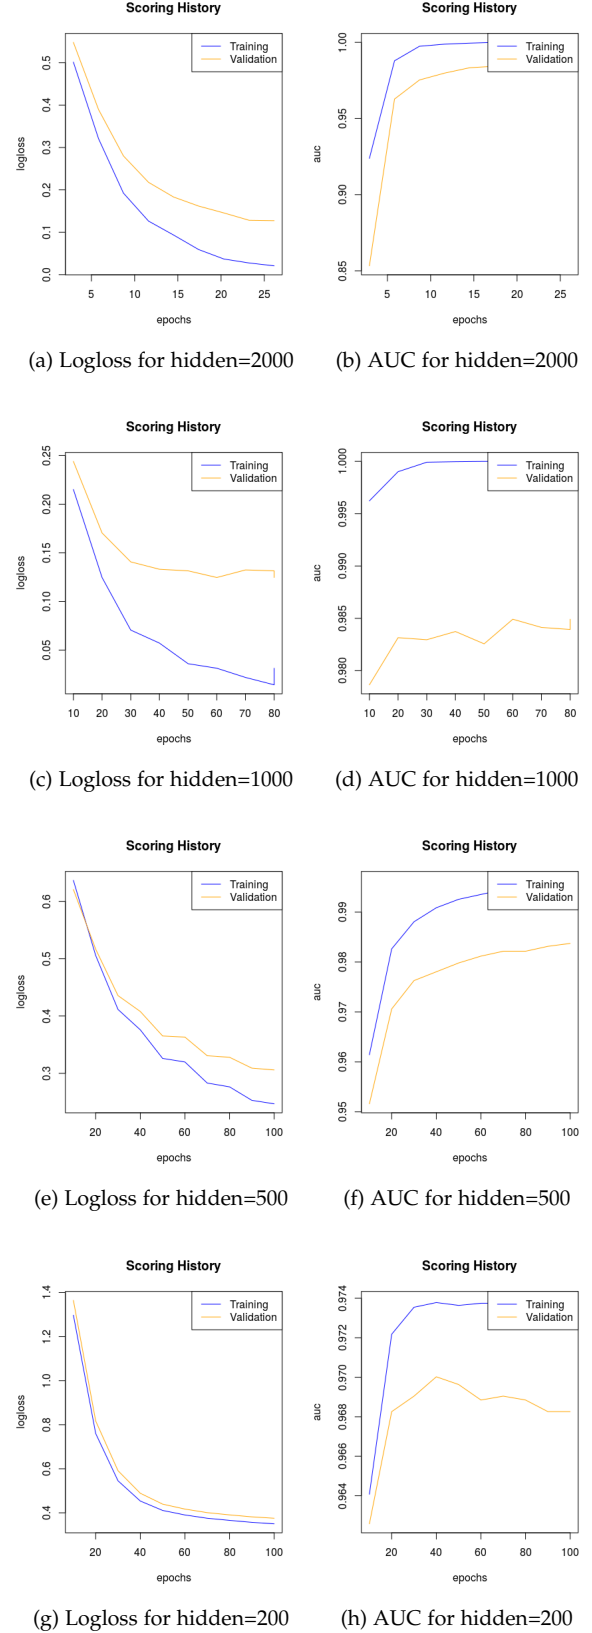 Scoring History
Scoring History
Training
Validation
Training
Validation
logloss
0.0 0.1 0.2 0.3 0.4 0.5
5 10 15 20 25
epochs
auc
0.85 0.90 0.95 1.00
5 10 15 20 25
epochs
(a) Logloss for hidden=2000
(b) AUC for hidden=2000
Scoring History
Scoring History
Training
Validation
Training
Validation
logloss
0.05 0.10 0.15 0.20 0.25
10 20 30 40 50 60 70 80
epochs
auc
0.980 0.985 0.990 0.995 1.000
10 20 30 40 50 60 70 80
epochs
(c) Logloss for hidden=1000
(d) AUC for hidden=1000
Scoring History
Scoring History
Training
Validation
Training
Validation
logloss
0.3 0.4 0.5 0.6
20 40 60 80 100
epochs
auc
0.95 0.96 0.97 0.98 0.99
20 40 60 80 100
epochs
(e) Logloss for hidden=500
(f) AUC for hidden=500
Scoring History
Scoring History
Training
Validation
Training
Validation
logloss
0.4 0.6 0.8 1.0 1.2 1.4
20 40 60 80 100
epochs
auc
0.964 0.966 0.968 0.970 0.972 0.974
20 40 60 80 100
epochs
(g) Logloss for hidden=200
(h) AUC for hidden=200